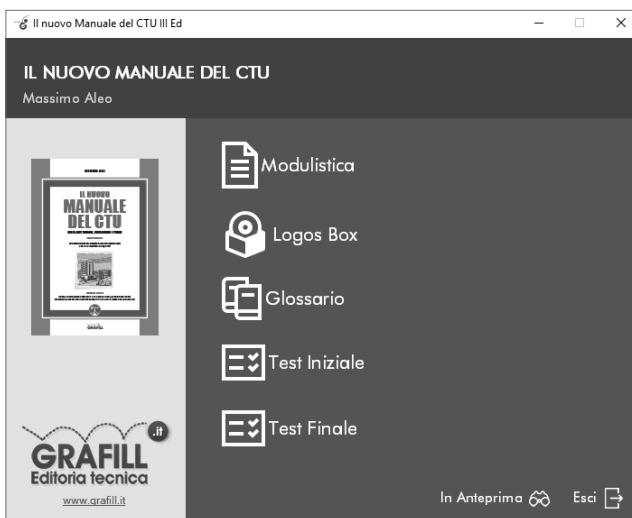 Il nuovo Manuale del CTU III Ed
IL NUOVO MANUALE DEL CTU
Massimo Aleo
IL NUOVO
MANUALE
DEL CTU
GRAFILL
Modulistica
Logos Box
Glossario
Test Iniziale
Test Finale
.it
GRAFILL
Editoria tecnica
www.grafill.it
In Anteprima
Esci